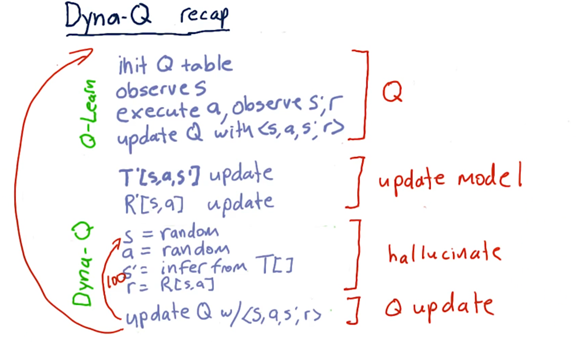 Dyna-Q recap
Q-Learn
init Q table
observe s
execute a, observe s', r
update Q with <s, a, s', r>
Q
T'[s,a,s'] update
R'[s,a] update
update model
Dyna-Q
s = random
a = random
s' = infer from T[]
r = R[s,a]
100
hallucinate
update Q w/ <s, a, s', r>
Q update